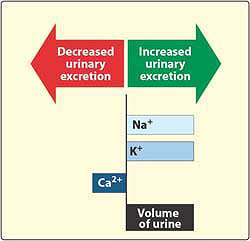 Decreased
urinary
excretion
Increased
urinary
excretion
Na⁺
K⁺
Ca²⁺
Volume
of urine